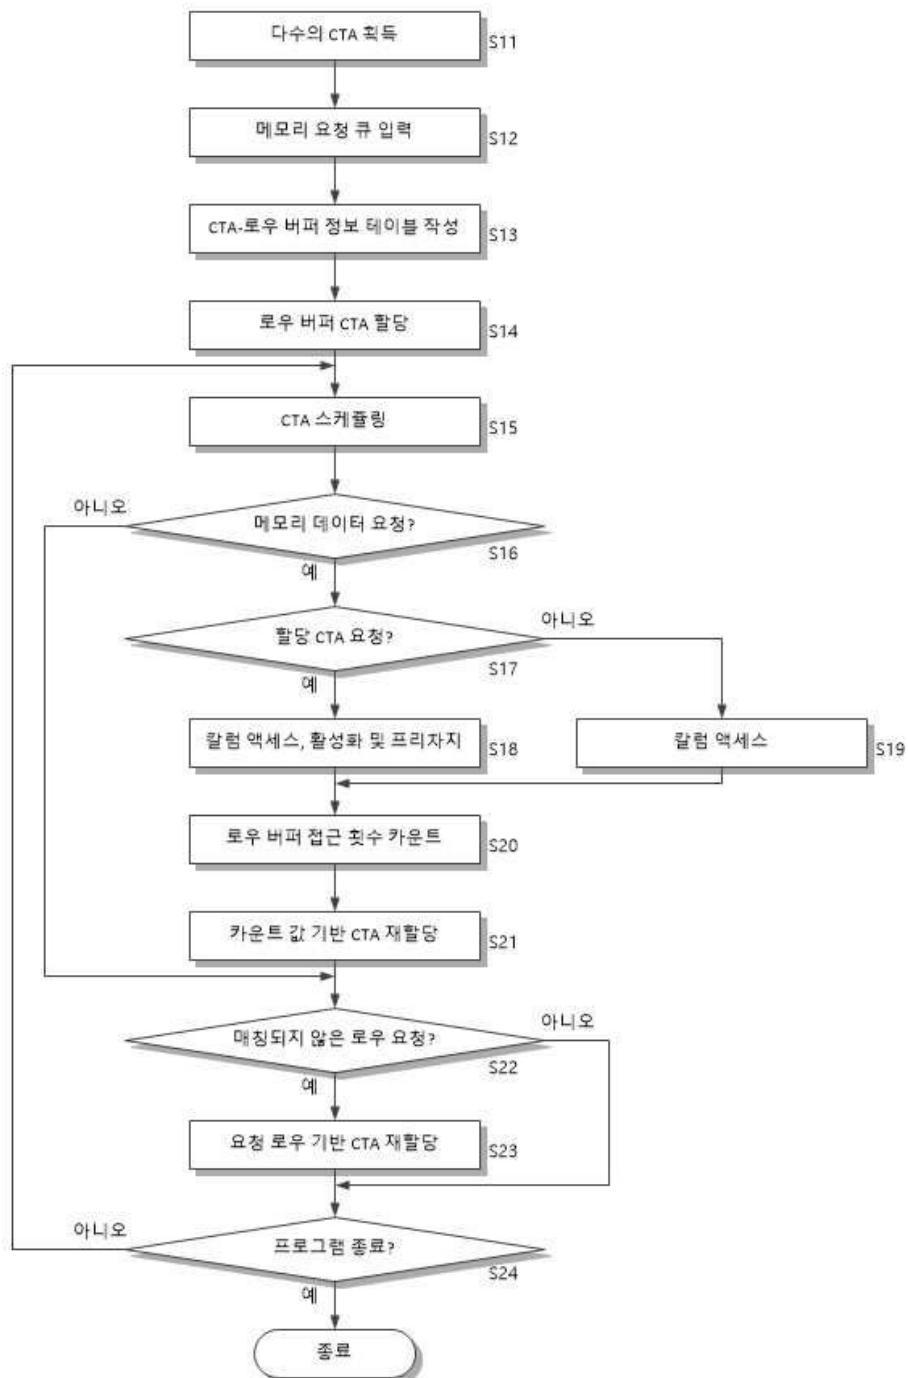 다수의 CTA 획득
S11
메모리 요청 큐 입력
S12
CTA-로우 버퍼 정보 테이블 작성
S13
로우 버퍼 CTA 할당
S14
CTA 스케쥴링
S15
아니오
메모리 데이터 요청?
S16
예
할당 CTA 요청?
아니오
S17
예
칼럼 액세스, 활성화 및 프리차지
S18
칼럼 액세스
S19
로우 버퍼 접근 횟수 카운트
S20
카운트 값 기반 CTA 재할당
S21
매칭되지 않은 로우 요청?
아니오
S22
예
요청 로우 기반 CTA 재할당
S23
아니오
프로그램 종료?
S24
예
종료